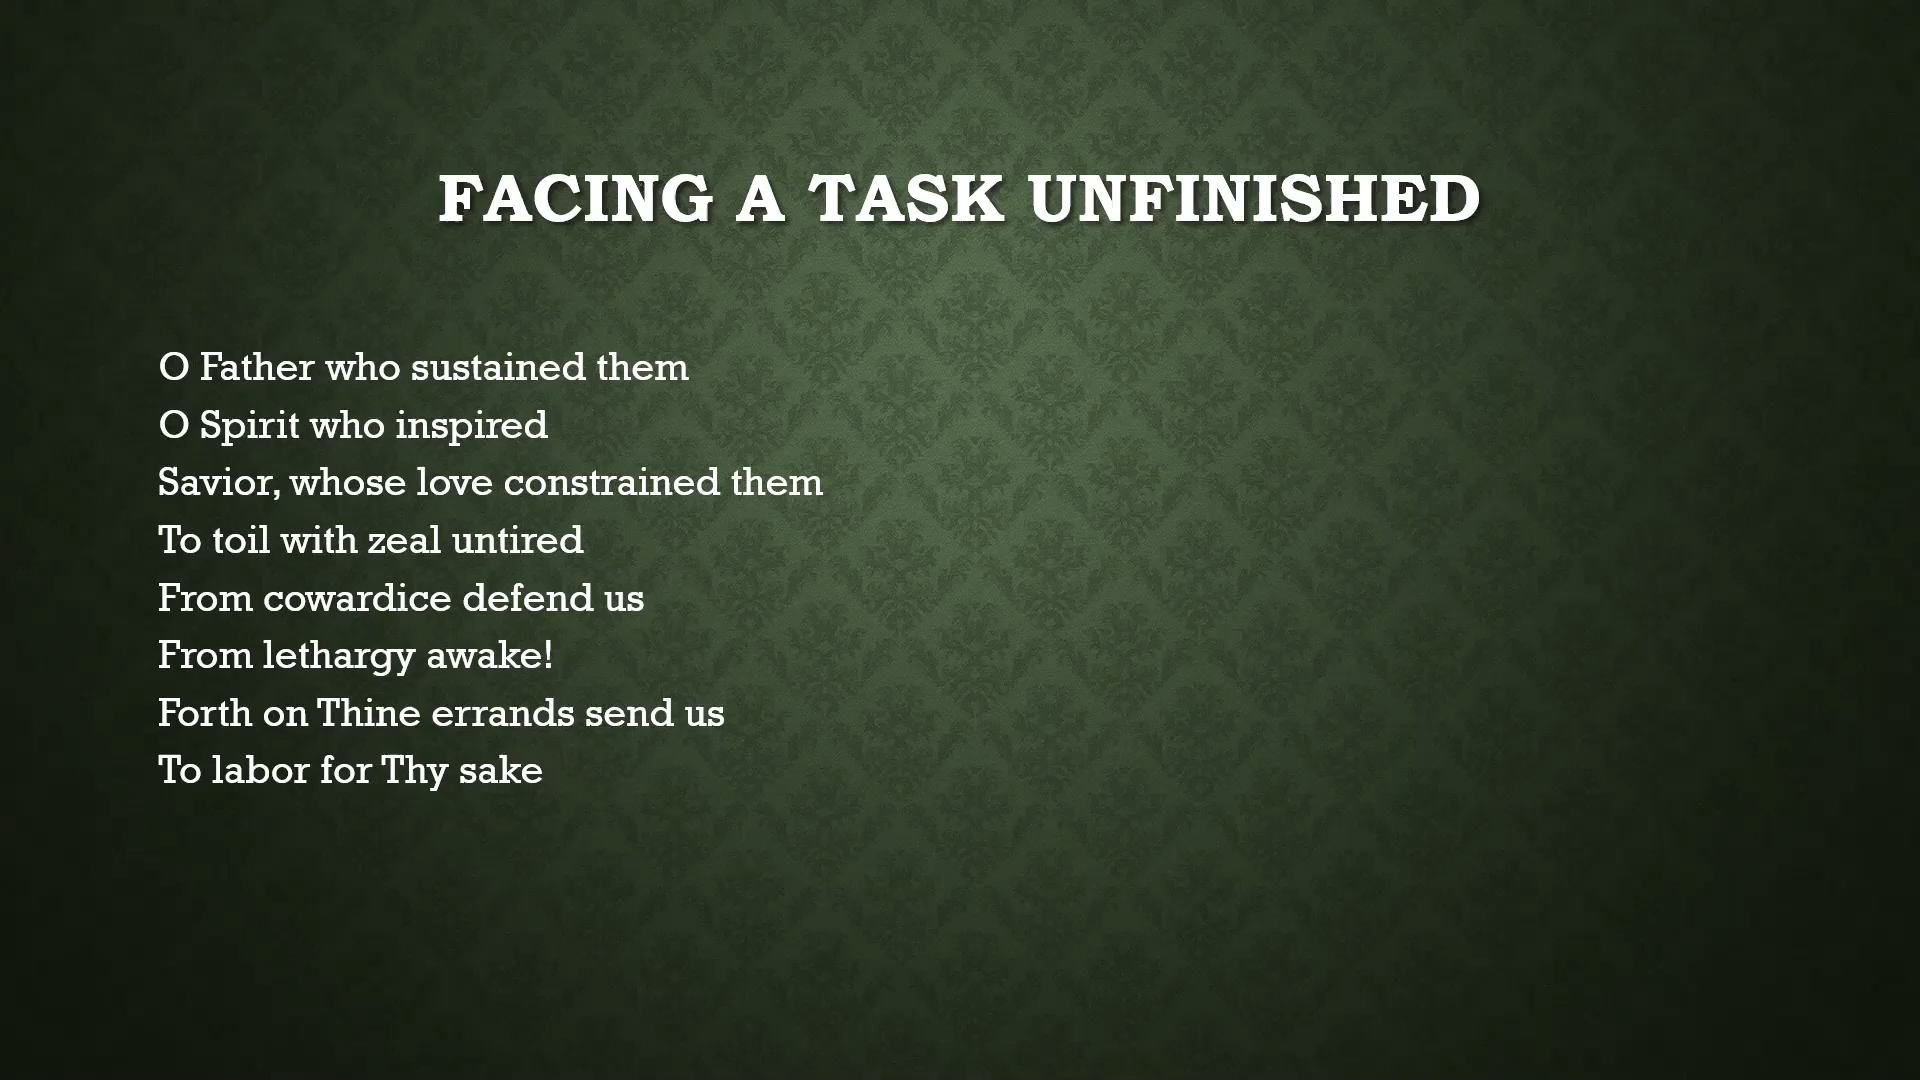 FACING A TASK UNFINISHED
O Father who sustained them
O Spirit who inspired
Savior, whose love constrained them
To toil with zeal untired
From cowardice defend us
From lethargy awake!
Forth on Thine errands send us
To labor for Thy sake